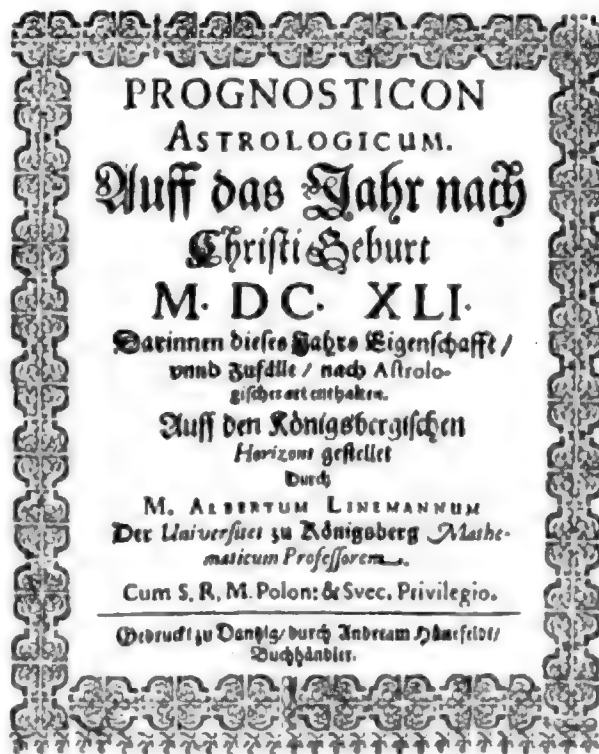 PROGNOSTICON
ASTROLOGICUM.
Auff das Jahr nach
Christi Geburt
M. DC. XLI.
Darinnen dieses Jahrs Eigenschafft /
vnnd Zufälle / nach Astrolo-
gischer art enthalten.
Auff den Königsbergischen
Horizont gestellet
Durch
M. ALBERTUM LINEMANNUM
Der Universitet zu Königsberg Mathe-
maticum Professorem.
Cum S. R. M. Polon: & Svec. Privilegio.
Gedruckt zu Dantzig / durch Andream Hünefeldt /
Buchhändler.